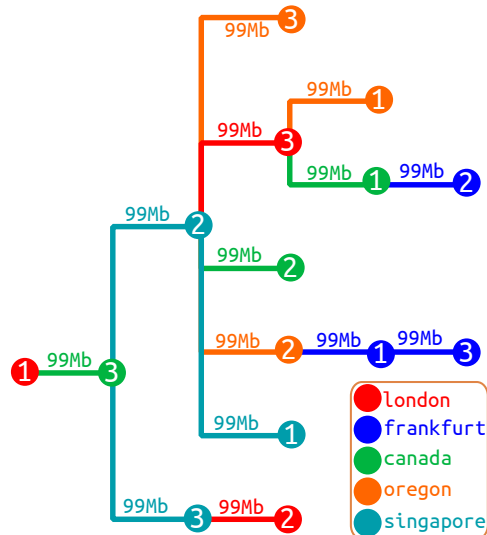 99Mb 3
99Mb 1
99Mb 3
99Mb 1 99Mb 2
99Mb 2
99Mb 2
99Mb 2 99Mb 1 99Mb 3
1 99Mb 3
99Mb 1
99Mb 3 99Mb 2
london
frankfurt
canada
oregon
singapore